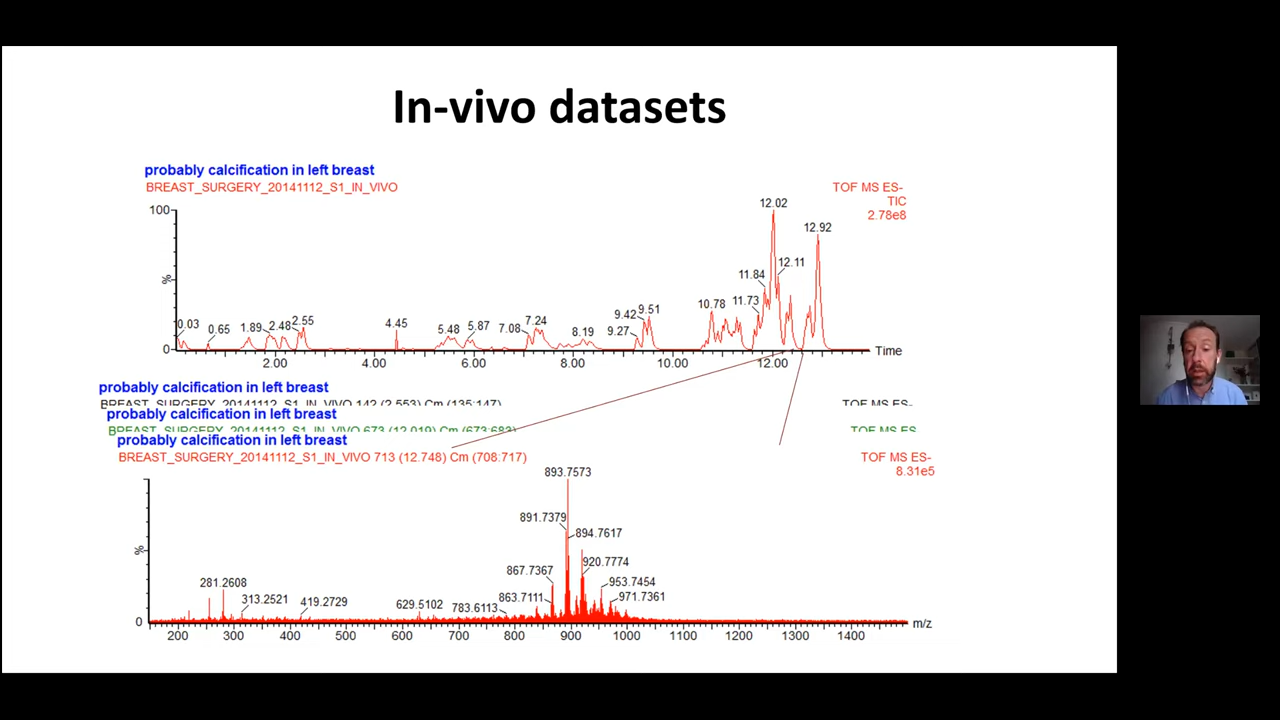 In-vivo datasets
probably calcification in left breast
BREAST_SURGERY_20141112_S1_IN_VIVO
TOF MS ES-
TIC
2.78e8
100
%
0
0.03
0.65
1.89
2.48
2.55
4.45
5.48
5.87
7.08
7.24
8.19
9.27
9.42
9.51
10.78
11.73
11.84
12.02
12.11
12.92
2.00 4.00 6.00 8.00 10.00 12.00
Time
probably calcification in left breast
BREAST_SURGERY_20141112_S1_IN_VIVO 142 (2.553) Cm (135:147)
TOF MS ES-
probably calcification in left breast
BREAST_SURGERY_20141112_S1_IN_VIVO 673 (12.019) Cm (673:683)
TOF MS ES-
probably calcification in left breast
BREAST_SURGERY_20141112_S1_IN_VIVO 713 (12.748) Cm (708:717)
TOF MS ES-
8.31e5
%
0
281.2608
313.2521
419.2729
629.5102
783.6113
863.7111
867.7367
891.7379
893.7573
894.7617
920.7774
953.7454
971.7361
200 300 400 500 600 700 800 900 1000 1100 1200 1300 1400
m/z